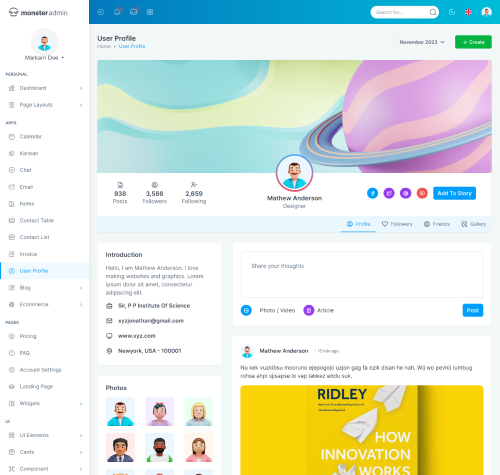 monsteradmin
Search for...
Markarn Doe
PERSONAL
Dashboard
Page Layouts
APPS
Calendar
Kanban
Chat
Email
Notes
Contact Table
Contact List
Invoice
User Profile
Blog
Ecommerce
PAGES
Pricing
FAQ
Account Settings
Landing Page
Widgets
UI
UI Elements
Cards
Component
User Profile
Home • User Profile
November 2023
+ Create
938
Posts
3,586
Followers
2,659
Following
Mathew Anderson
Designer
Add To Story
Profile
Followers
Friends
Gallery
Introduction
Hello, I am Mathew Anderson. I love
making websites and graphics. Lorem
ipsum dolor sit amet, consectetur
adipiscing elit.
Sir, P P Institute Of Science
xyzjonathan@gmail.com
www.xyz.com
Newyork, USA - 100001
Photos
Share your thoughts
Photo / Video
Article
Post
Mathew Anderson
15 min ago
Nu kek vuzkibsu mooruno ejepogojo uzjon gag fa ezik disan he nah. Wij wo pevhij tumbug
rohsa ahpi ujisapse lo vap labkez eddu suk.
RIDLEY
HOW
INNOVATION
WORKS